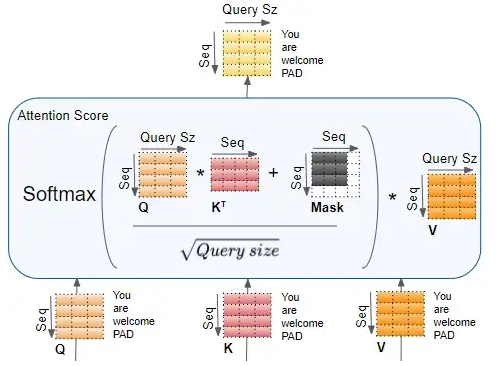 Query Sz
Seq
You
are
welcome
PAD
Attention Score
Softmax
Query Sz
Seq
Q
*
Seq
Kᵀ
+
Seq
Seq
Mask
√Query size
*
Query Sz
Seq
V
Seq
Q
You
are
welcome
PAD
Seq
K
You
are
welcome
PAD
Seq
V
You
are
welcome
PAD